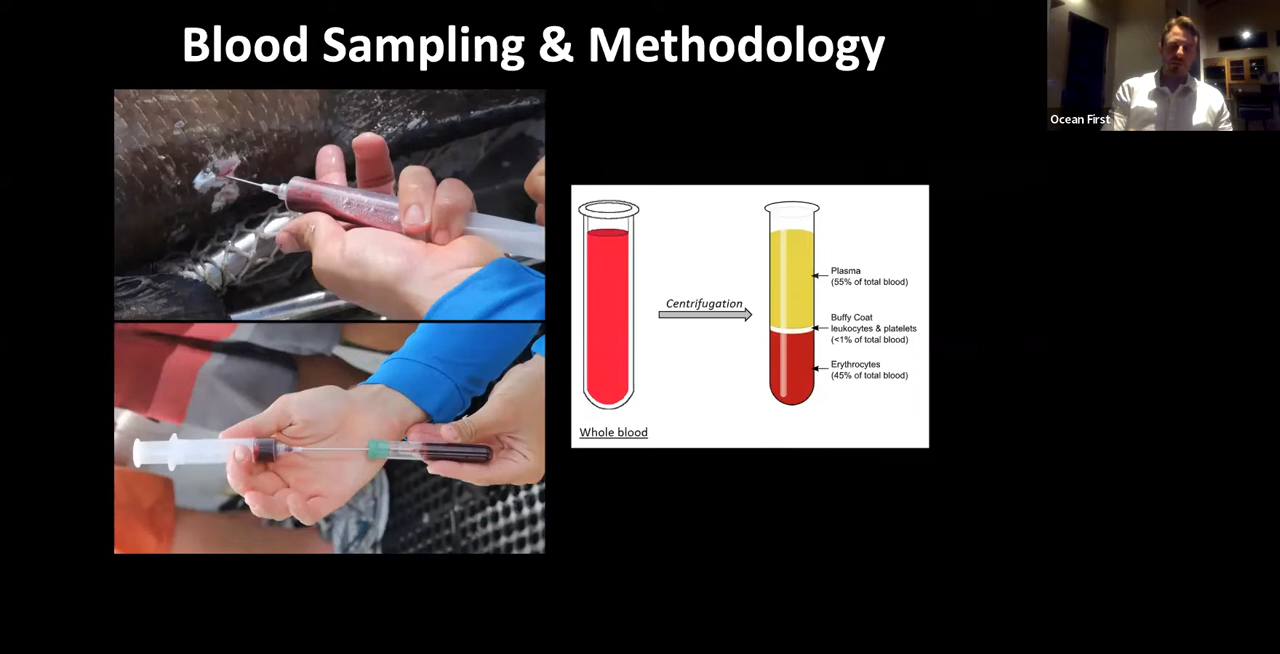 Blood Sampling & Methodology
Ocean First
Centrifugation
Plasma
(55% of total blood)
Buffy Coat
leukocytes & platelets
(<1% of total blood)
Erythrocytes
(45% of total blood)
Whole blood